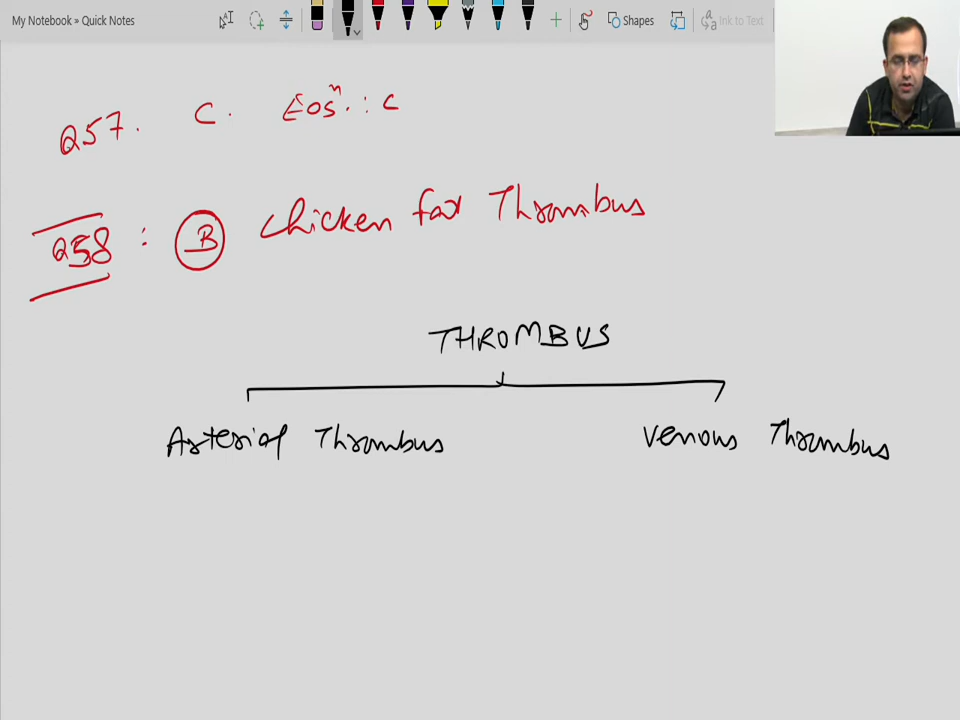 My Notebook » Quick Notes
Shapes
Ink to Text
Q57. C. Eosⁿ. : C
Q58 : B Chicken fat Thrombus
THROMBUS
Arterial Thrombus Venous Thrombus